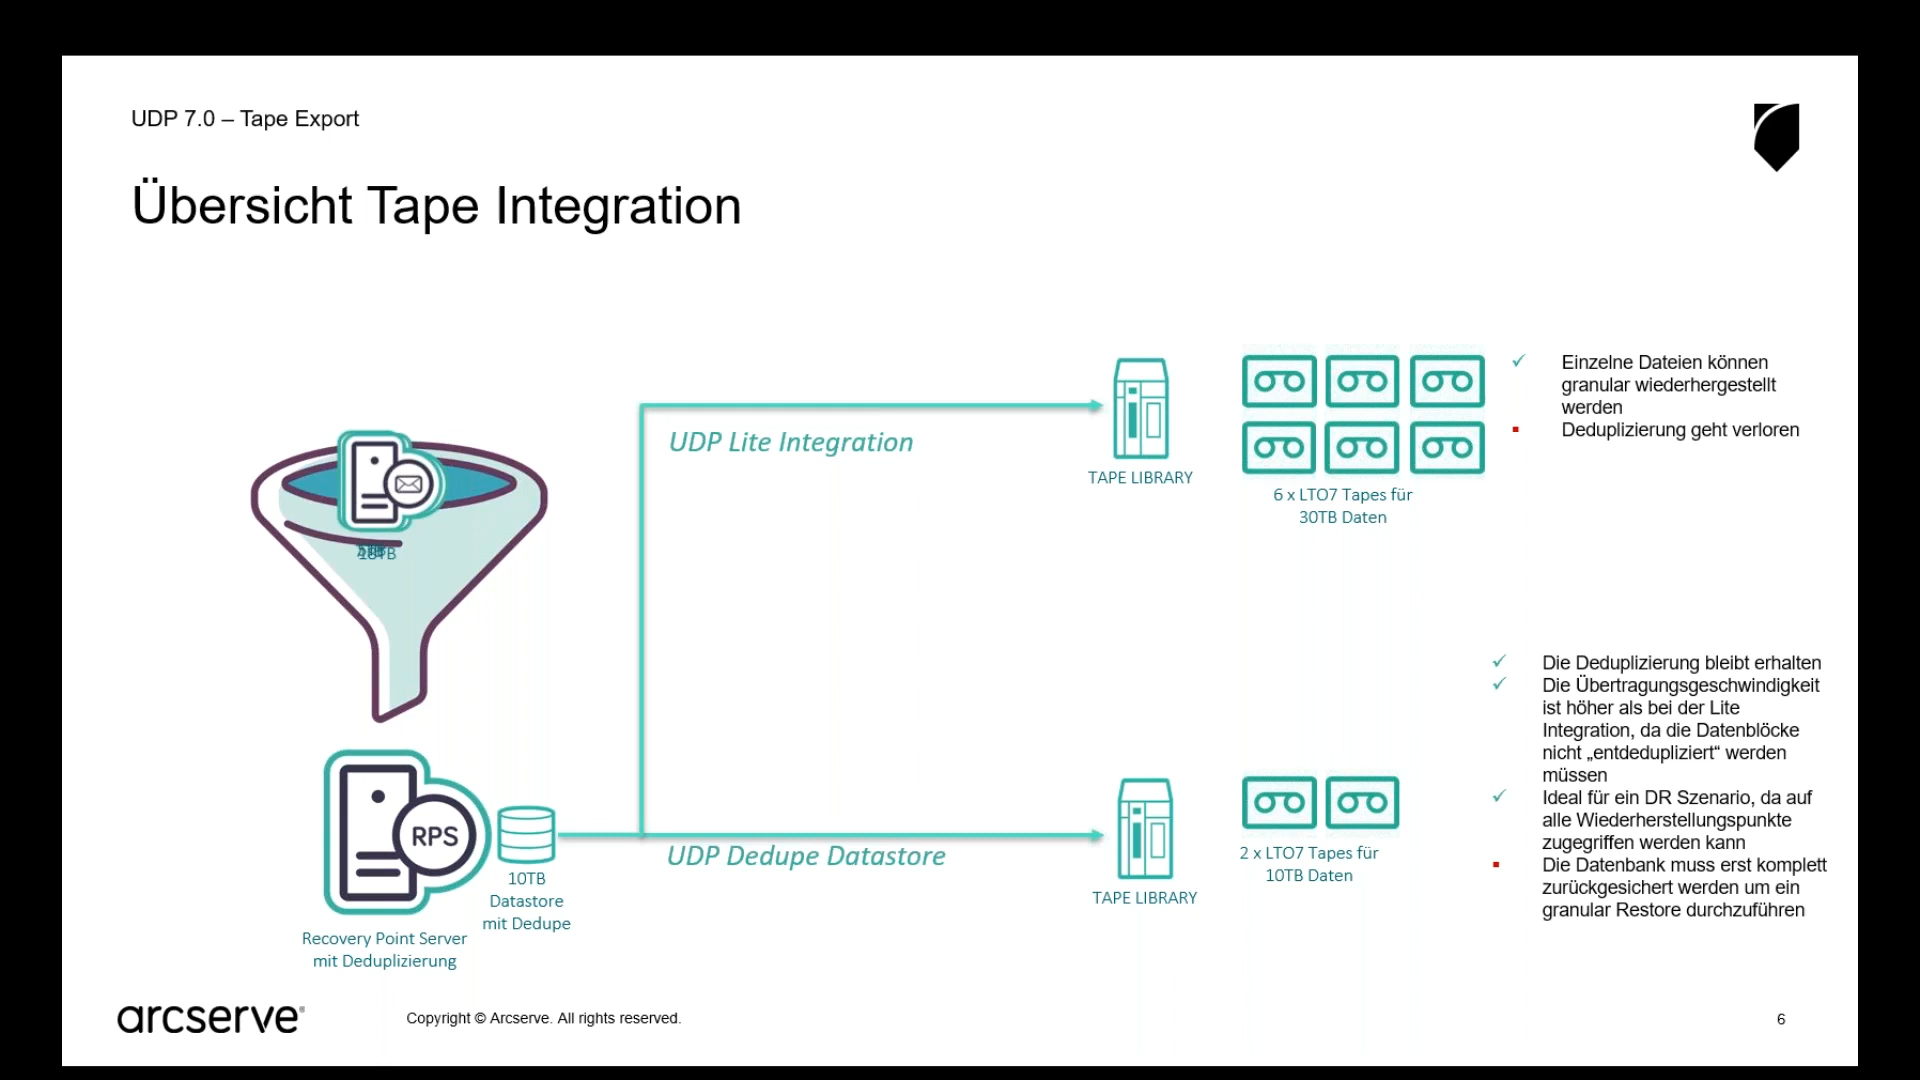 UDP 7.0 – Tape Export
Übersicht Tape Integration
UDP Lite Integration
TAPE LIBRARY
6 x LTO7 Tapes für
30TB Daten
Einzelne Dateien können
granular wiederhergestellt
werden
Deduplizierung geht verloren
RPS
Recovery Point Server
mit Deduplizierung
10TB
Datastore
mit Dedupe
UDP Dedupe Datastore
TAPE LIBRARY
2 x LTO7 Tapes für
10TB Daten
Die Deduplizierung bleibt erhalten
Die Übertragungsgeschwindigkeit
ist höher als bei der Lite
Integration, da die Datenblöcke
nicht „entdedupliziert“ werden
müssen
Ideal für ein DR Szenario, da auf
alle Wiederherstellungspunkte
zugegriffen werden kann
Die Datenbank muss erst komplett
zurückgesichert werden um ein
granular Restore durchzuführen
arcserve®
Copyright © Arcserve. All rights reserved.
6